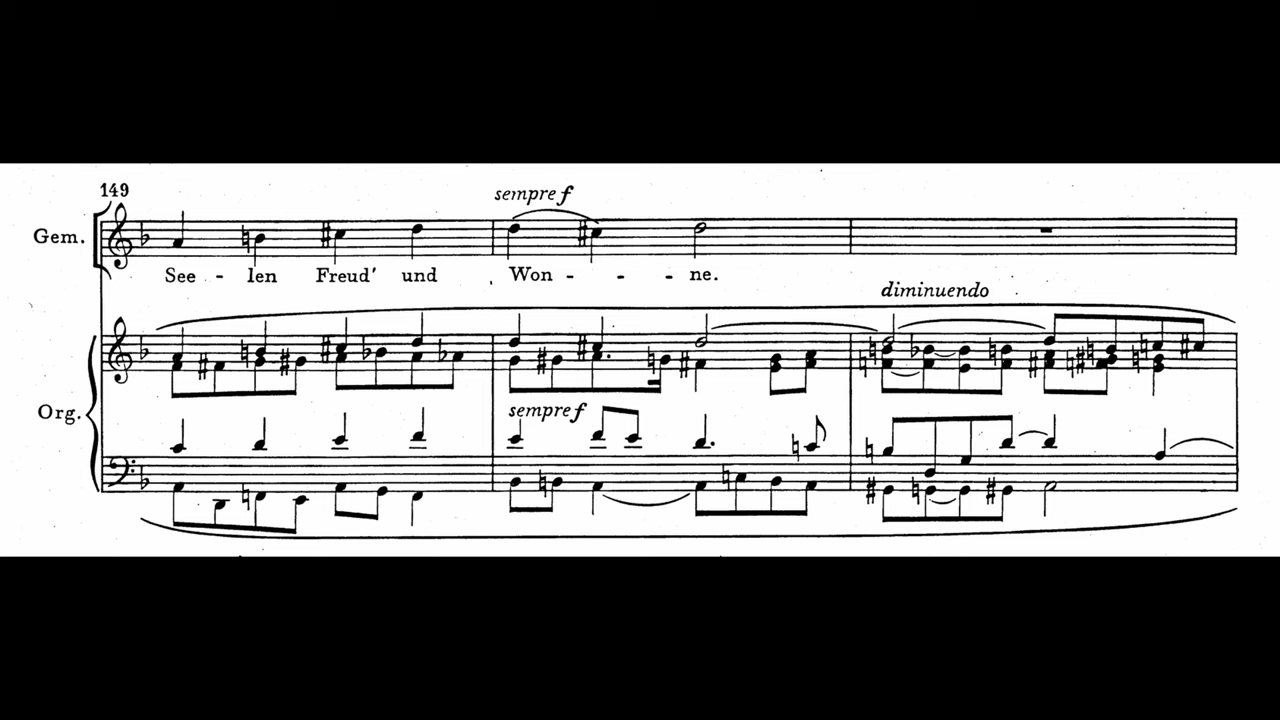 149
sempre f
Gem.
See - len Freud' und Won - - - ne.
diminuendo
Org.
sempre f